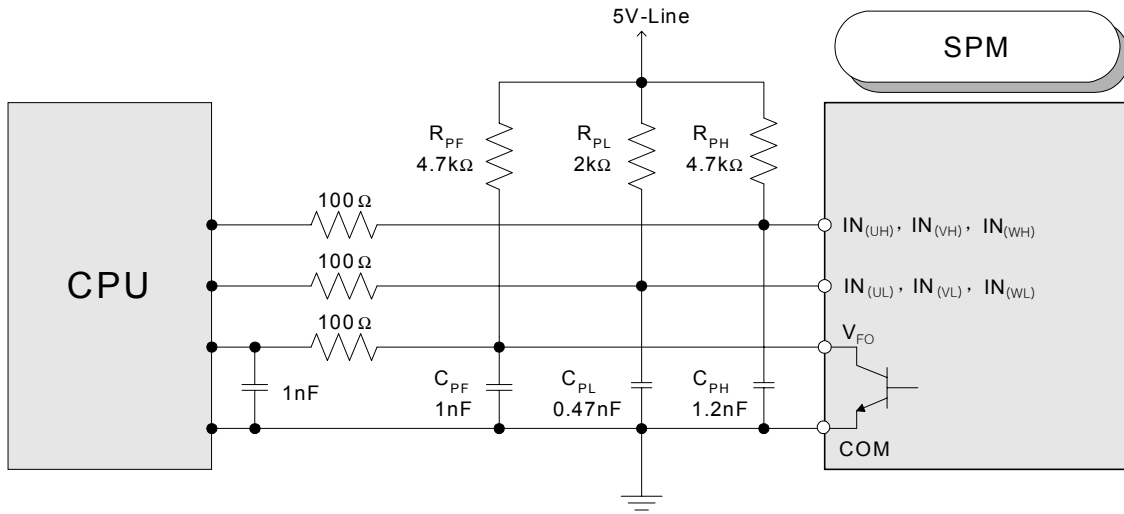 5V-Line
SPM
R_PF
4.7kΩ
R_PL
2kΩ
R_PH
4.7kΩ
100Ω
IN(UH), IN(VH), IN(WH)
CPU
100Ω
IN(UL), IN(VL), IN(WL)
100Ω
V_FO
1nF
C_PF
1nF
C_PL
0.47nF
C_PH
1.2nF
COM